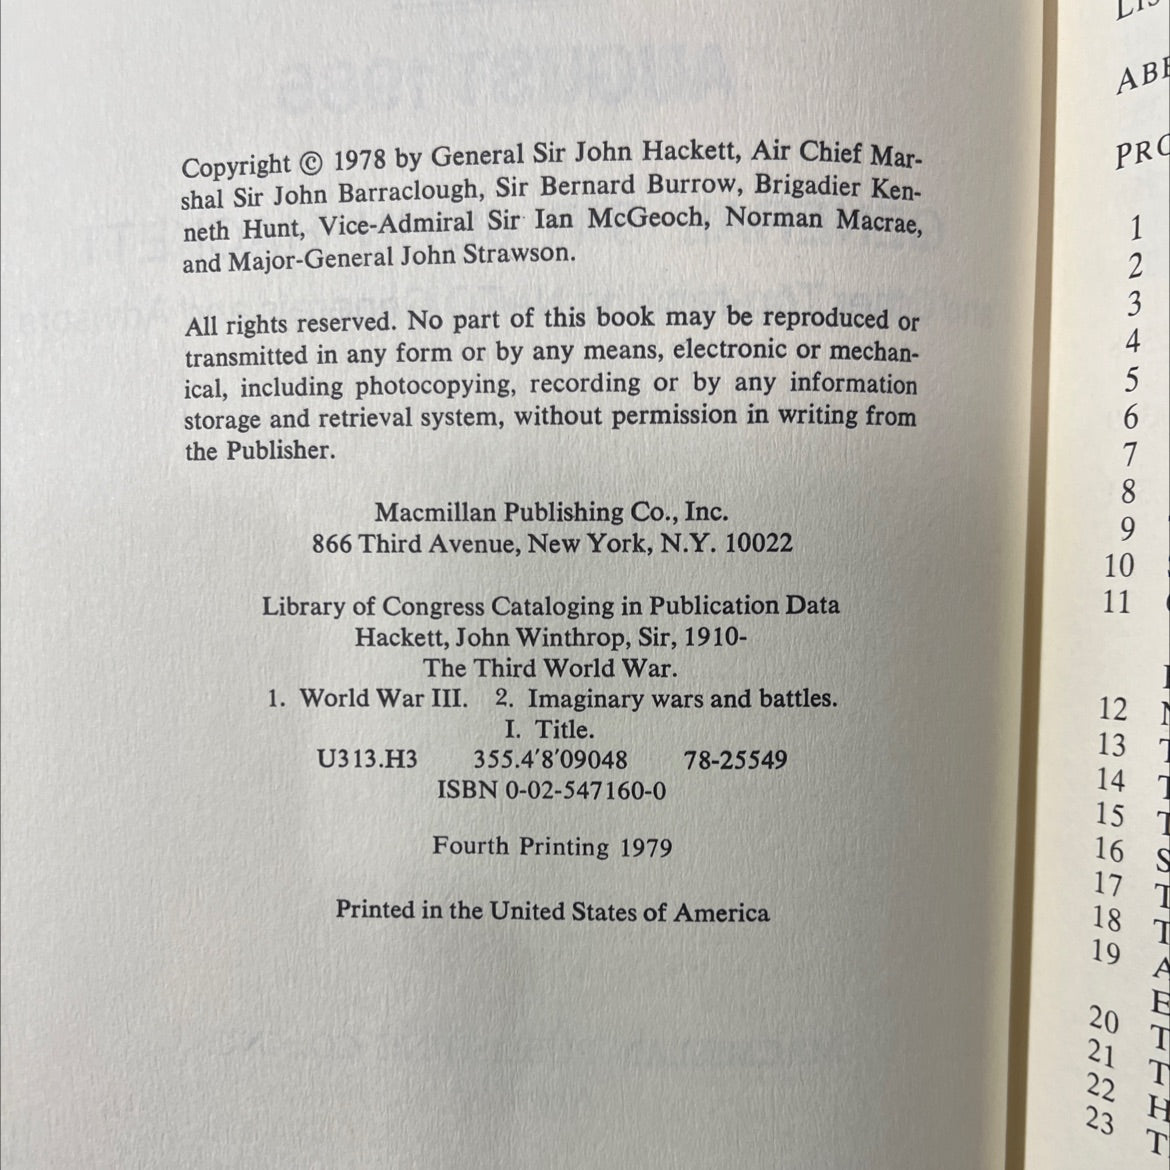 Copyright © 1978 by General Sir John Hackett, Air Chief Mar-
shal Sir John Barraclough, Sir Bernard Burrow, Brigadier Ken-
neth Hunt, Vice-Admiral Sir Ian McGeoch, Norman Macrae,
and Major-General John Strawson.
All rights reserved. No part of this book may be reproduced or
transmitted in any form or by any means, electronic or mechan-
ical, including photocopying, recording or by any information
storage and retrieval system, without permission in writing from
the Publisher.
Macmillan Publishing Co., Inc.
866 Third Avenue, New York, N.Y. 10022
Library of Congress Cataloging in Publication Data
Hackett, John Winthrop, Sir, 1910-
The Third World War.
1. World War III. 2. Imaginary wars and battles.
I. Title.
U313.H3 355.4'8'09048 78-25549
ISBN 0-02-547160-0
Fourth Printing 1979
Printed in the United States of America
1
2
3
4
5
6
7
8
9
10
11
12
13
14
15
16
17
18
19
20
21
22
23